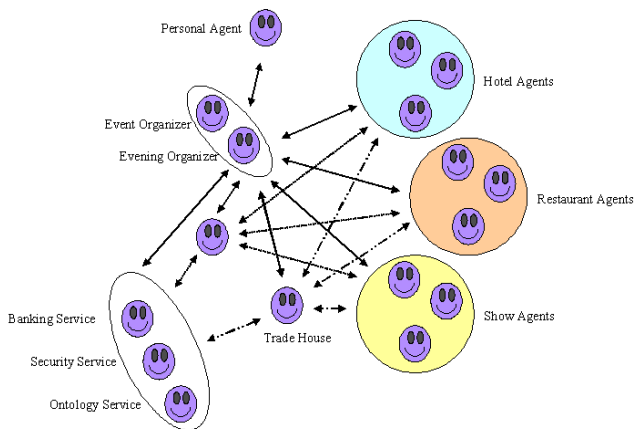 Personal Agent
Hotel Agents
Event Organizer
Evening Organizer
Restaurant Agents
Banking Service
Trade House
Show Agents
Security Service
Ontology Service